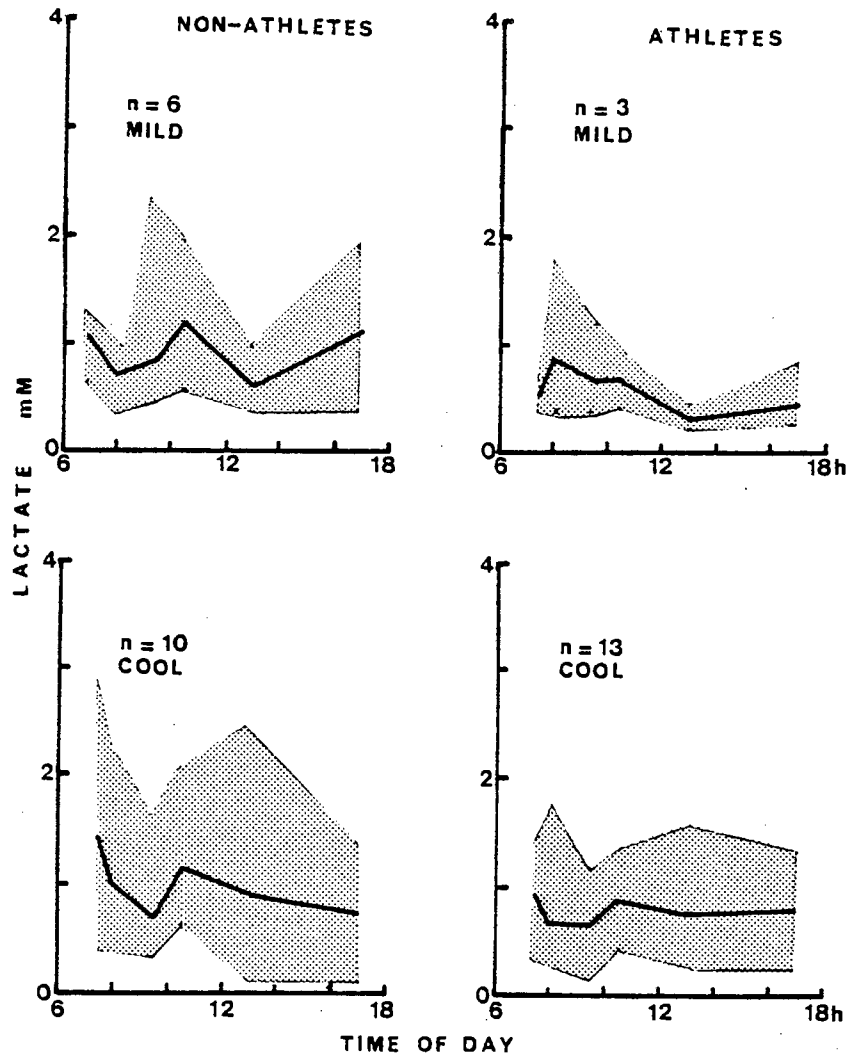 NON-ATHLETES
ATHLETES
4
n = 6
MILD
2
0
6
12
18
4
n = 3
MILD
2
0
6
12
18h
LACTATE mM
4
n = 10
COOL
2
0
6
12
18
4
n = 13
COOL
2
0
6
12
18h
TIME OF DAY